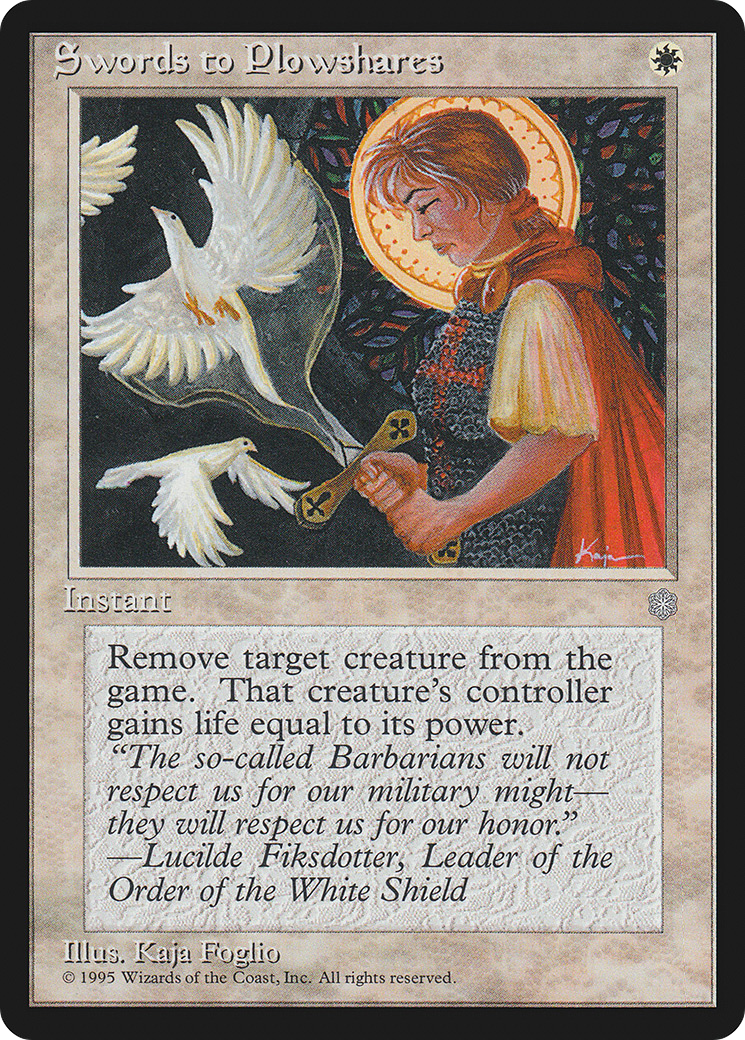 Swords to Plowshares
Kaja
Instant
Remove target creature from the
game. That creature's controller
gains life equal to its power.
"The so-called Barbarians will not
respect us for our military might—
they will respect us for our honor."
—Lucilde Fiksdotter, Leader of the
Order of the White Shield
Illus. Kaja Foglio
© 1995 Wizards of the Coast, Inc. All rights reserved.